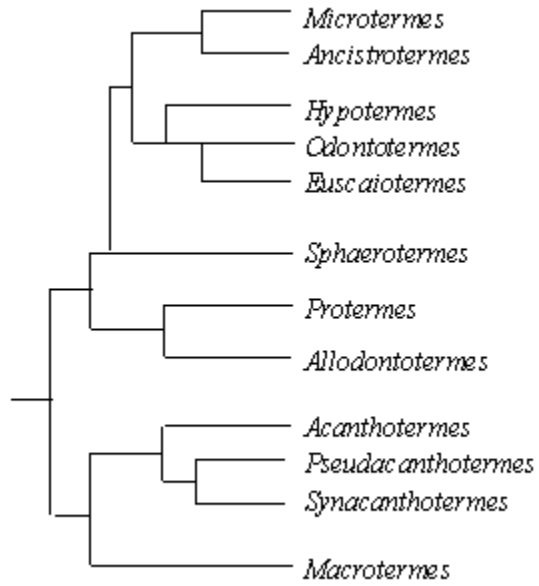 Microtermes
Ancistrotermes
Hypotermes
Odontotermes
Euscaiotermes
Sphaerotermes
Protermes
Allodontotermes
Acanthotermes
Pseudacanthotermes
Synacanthotermes
Macrotermes